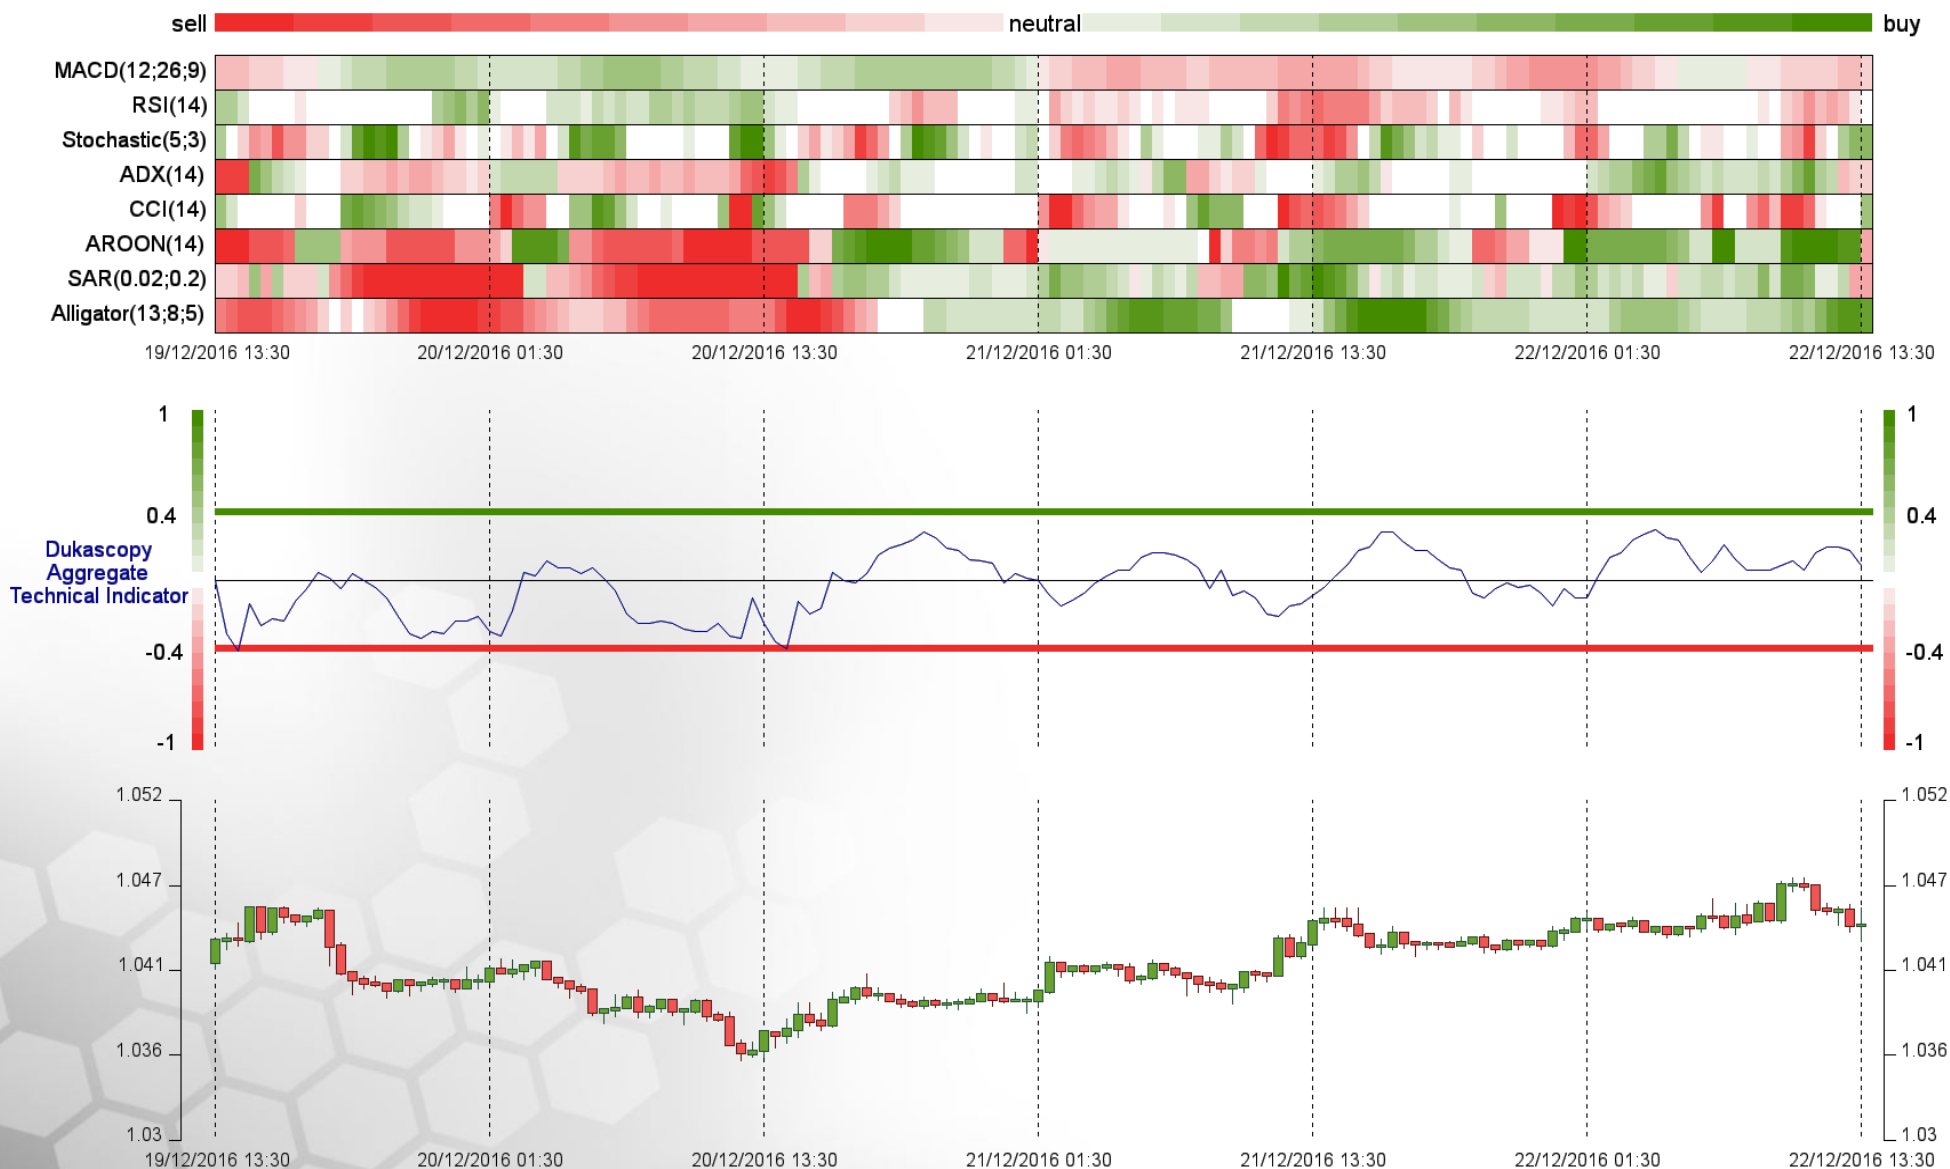 sell neutral buy
MACD(12;26;9)
RSI(14)
Stochastic(5;3)
ADX(14)
CCI(14)
AROON(14)
SAR(0.02;0.2)
Alligator(13;8;5)
19/12/2016 13:30 20/12/2016 01:30 20/12/2016 13:30 21/12/2016 01:30 21/12/2016 13:30 22/12/2016 01:30 22/12/2016 13:30
1 1
0.4 0.4
Dukascopy
Aggregate
Technical Indicator
-0.4 -0.4
-1 -1
1.052 1.052
1.047 1.047
1.041 1.041
1.036 1.036
1.03 1.03
19/12/2016 13:30 20/12/2016 01:30 20/12/2016 13:30 21/12/2016 01:30 21/12/2016 13:30 22/12/2016 01:30 22/12/2016 13:30